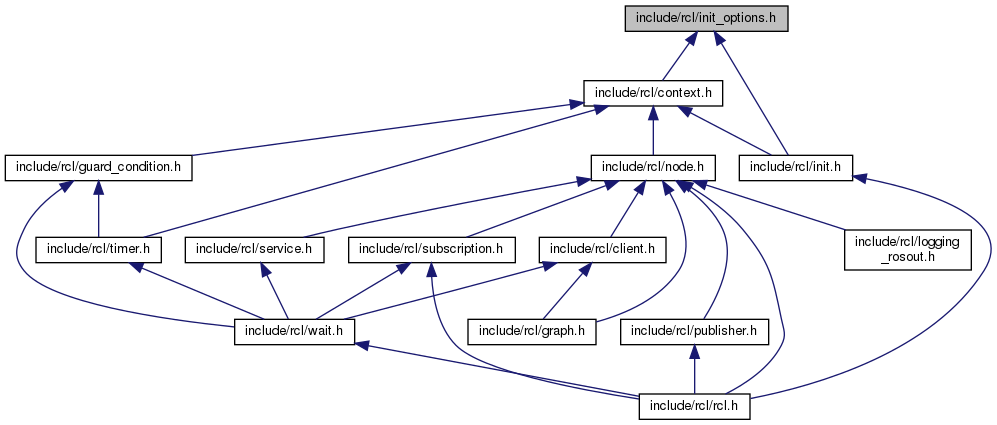 include/rcl/init_options.h
include/rcl/context.h
include/rcl/guard_condition.h
include/rcl/node.h
include/rcl/init.h
include/rcl/timer.h
include/rcl/service.h
include/rcl/subscription.h
include/rcl/client.h
include/rcl/logging
_rosout.h
include/rcl/wait.h
include/rcl/graph.h
include/rcl/publisher.h
include/rcl/rcl.h